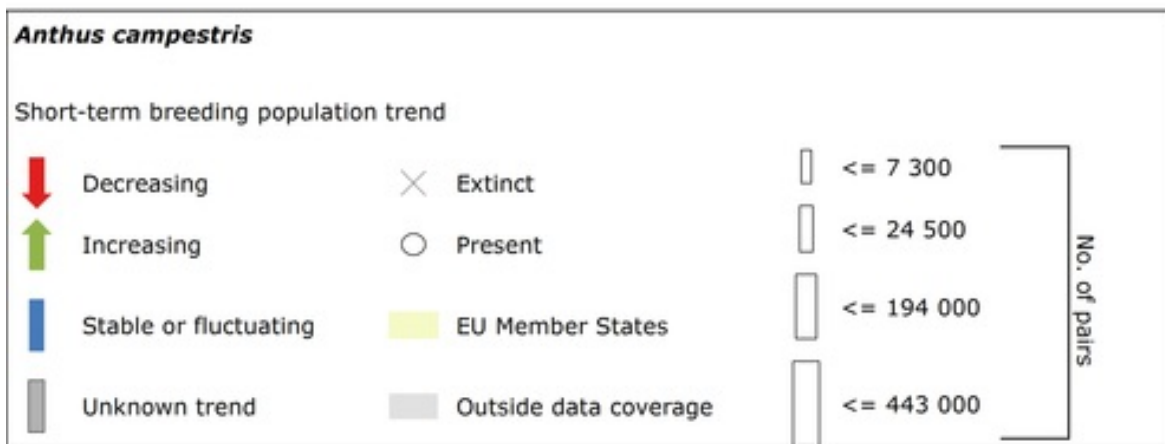 Anthus campestris
Short-term breeding population trend
Decreasing
Increasing
Stable or fluctuating
Unknown trend
Extinct
Present
EU Member States
Outside data coverage
<= 7 300
<= 24 500
<= 194 000
<= 443 000
No. of pairs